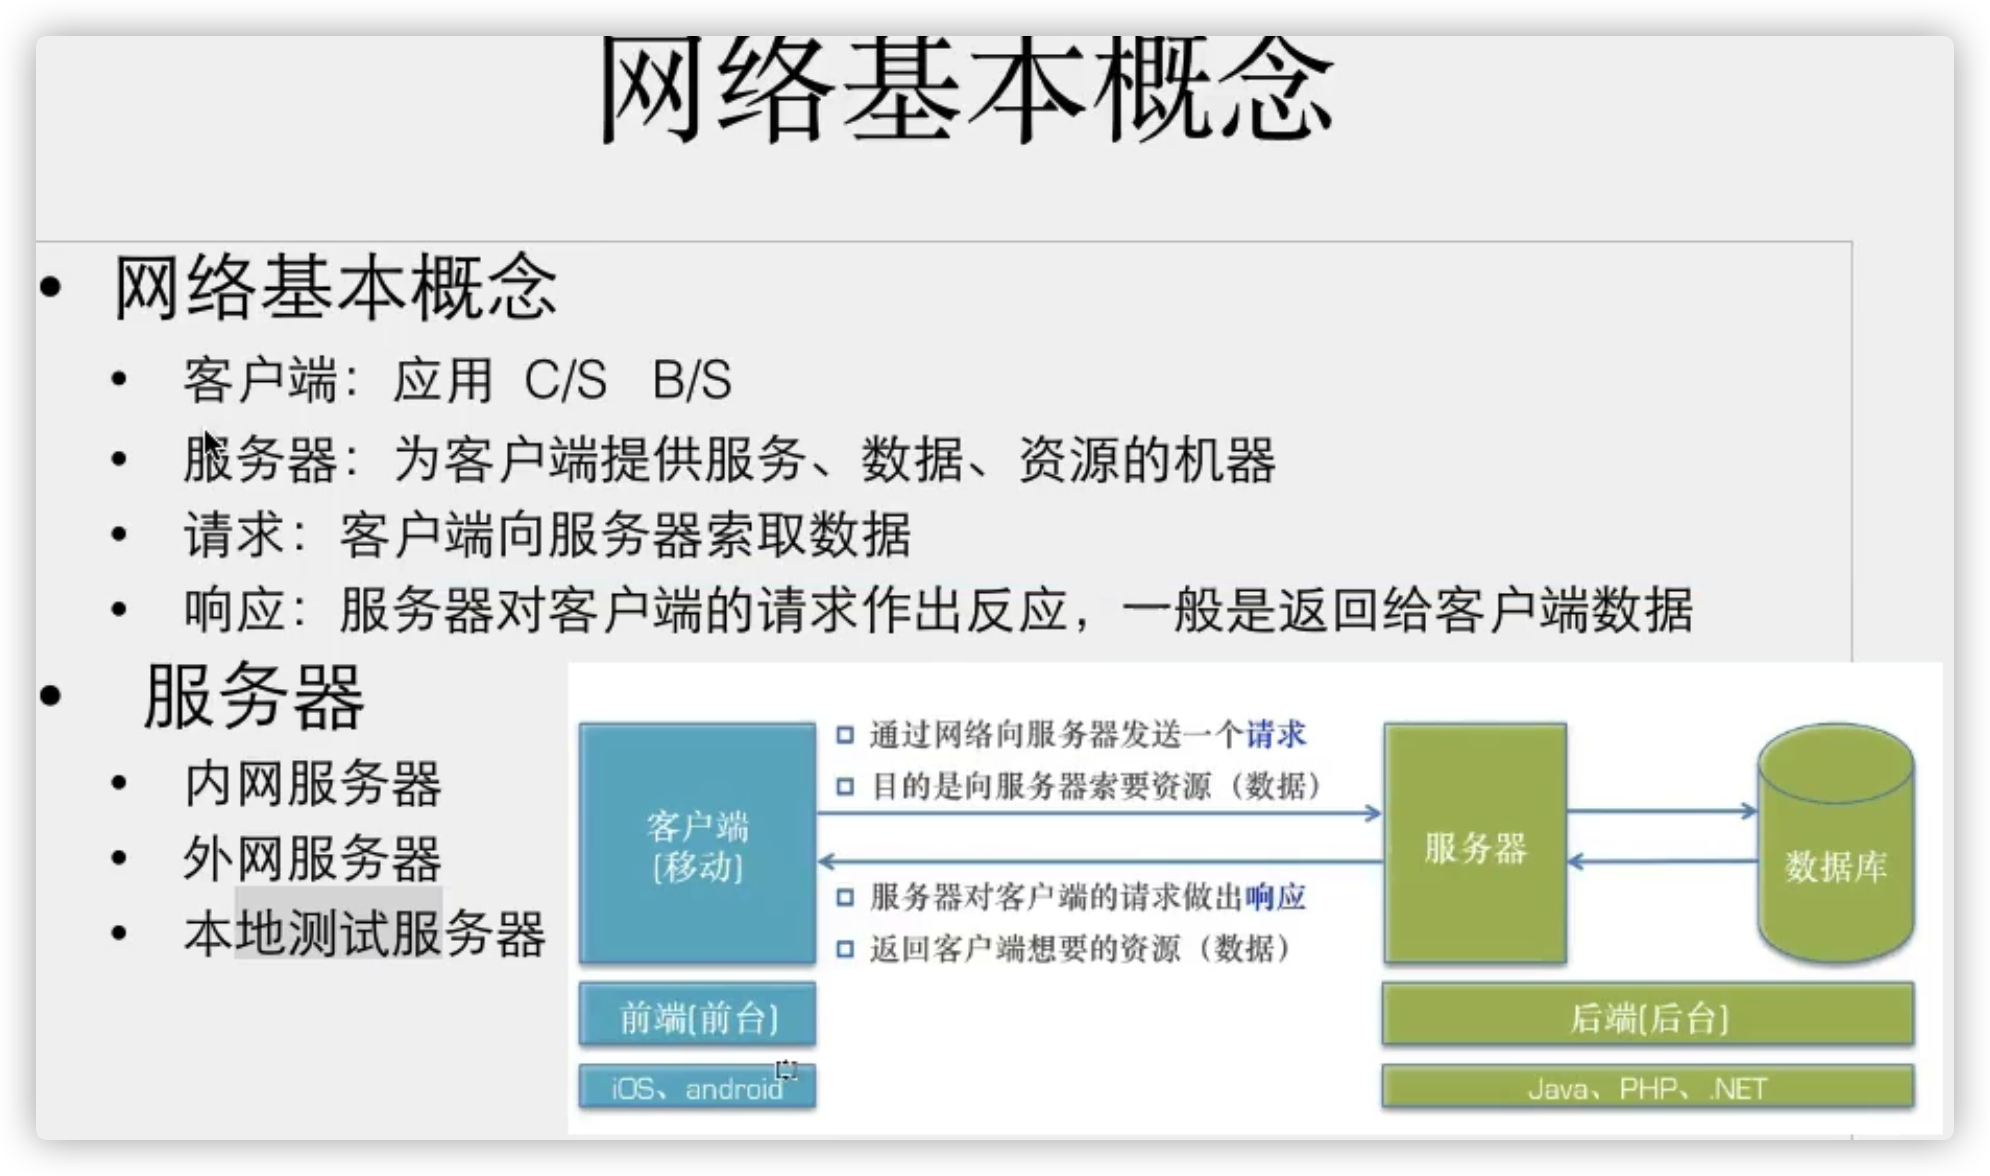 网络基本概念
网络基本概念
客户端：应用 C/S B/S
服务器：为客户端提供服务、数据、资源的机器
请求：客户端向服务器索取数据
响应：服务器对客户端的请求作出反应，一般是返回给客户端数据
服务器
内网服务器
外网服务器
本地测试服务器
客户端
(移动)
通过网络向服务器发送一个请求
目的是向服务器索要资源（数据）
服务器对客户端的请求做出响应
返回客户端想要的资源（数据）
服务器
数据库
前端(前台)
后端(后台)
iOS、android
Java、PHP、.NET